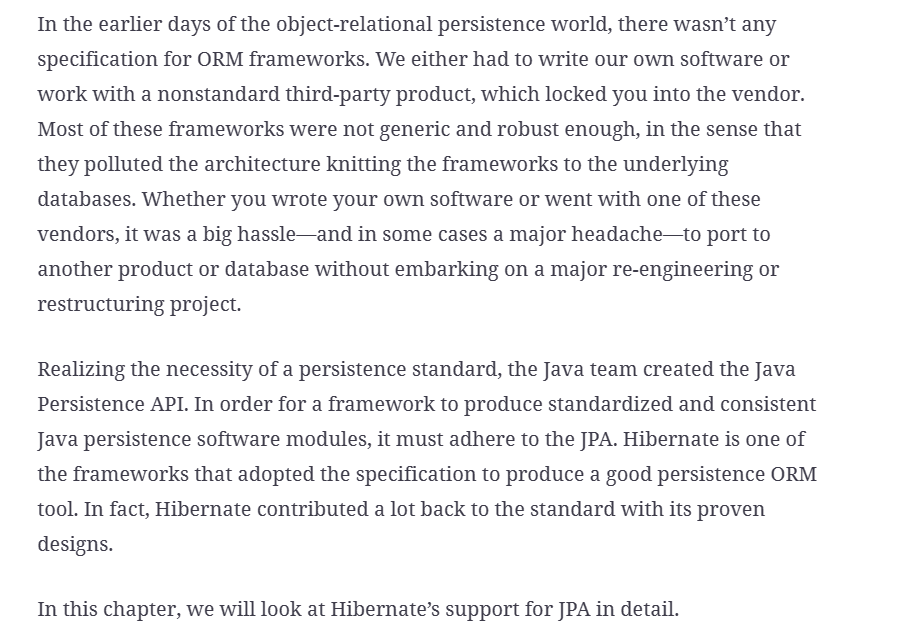 In the earlier days of the object-relational persistence world, there wasn’t any
specification for ORM frameworks. We either had to write our own software or
work with a nonstandard third-party product, which locked you into the vendor.
Most of these frameworks were not generic and robust enough, in the sense that
they polluted the architecture knitting the frameworks to the underlying
databases. Whether you wrote your own software or went with one of these
vendors, it was a big hassle—and in some cases a major headache—to port to
another product or database without embarking on a major re-engineering or
restructuring project.
Realizing the necessity of a persistence standard, the Java team created the Java
Persistence API. In order for a framework to produce standardized and consistent
Java persistence software modules, it must adhere to the JPA. Hibernate is one of
the frameworks that adopted the specification to produce a good persistence ORM
tool. In fact, Hibernate contributed a lot back to the standard with its proven
designs.
In this chapter, we will look at Hibernate’s support for JPA in detail.